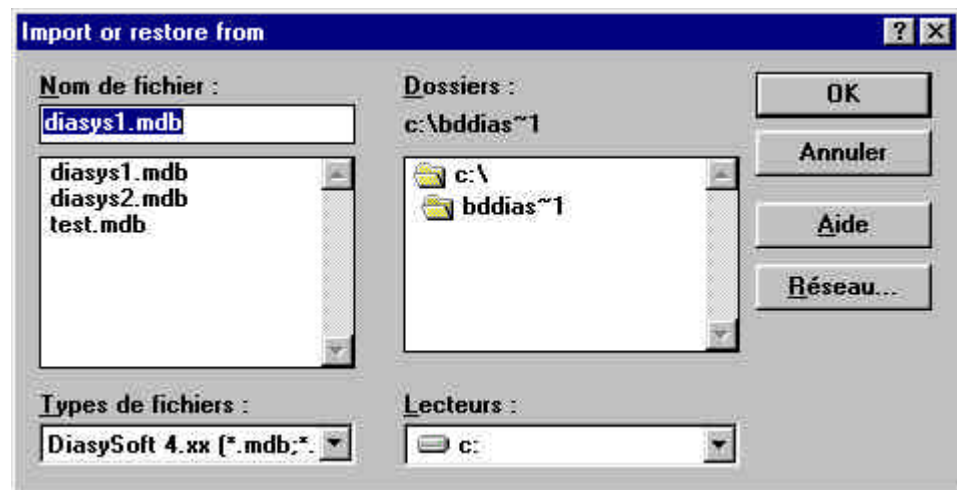 Import or restore from
Nom de fichier :
diasys1.mdb
diasys1.mdb
diasys2.mdb
test.mdb
Types de fichiers :
DiasySoft 4.xx (*.mdb;*.
Dossiers :
c:\bddias~1
c:\
bddias~1
Lecteurs :
c:
OK
Annuler
Aide
Réseau...